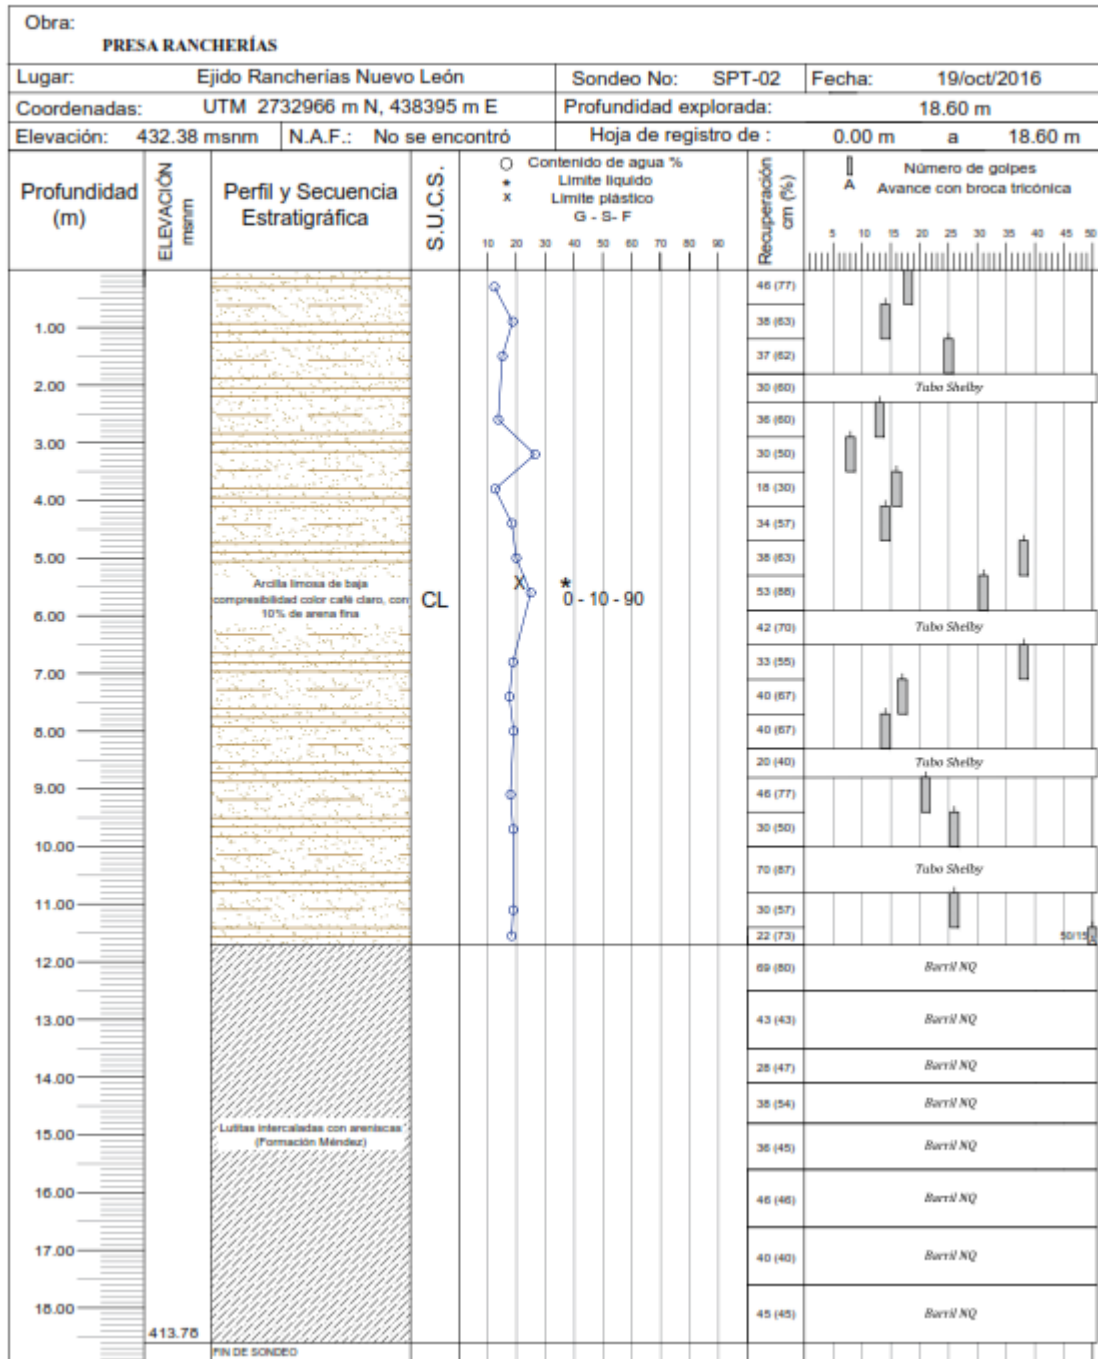 Obra:
PRESA RANCHERÍAS
Lugar: Ejido Rancherías Nuevo León Sondeo No: SPT-02 Fecha: 19/oct/2016
Coordenadas: UTM 2732966 m N, 438395 m E Profundidad explorada: 18.60 m
Elevación: 432.38 msnm N.A.F.: No se encontró Hoja de registro de : 0.00 m a 18.60 m
Profundidad (m)
ELEVACIÓN msnm
Perfil y Secuencia Estratigráfica
S.U.C.S.
Contenido de agua %
* Limite liquido
x Limite plástico
G - S- F
10 20 30 40 50 60 70 80 90
Recuperación cm (%)
Número de golpes
A Avance con broca tricónica
5 10 15 20 25 30 35 40 45 50
46 (77)
1.00 38 (63)
37 (62)
2.00 30 (60) Tubo Shelby
36 (60)
3.00 30 (50)
18 (30)
4.00
34 (57)
5.00 38 (63)
Arcilla limosa de baja
compresibilidad color café claro, con
10% de arena fina
CL
X *
0 - 10 - 90
53 (88)
6.00 42 (70) Tubo Shelby
33 (55)
7.00
40 (67)
8.00 40 (67)
20 (40) Tubo Shelby
9.00 46 (77)
30 (50)
10.00
70 (87) Tubo Shelby
11.00 30 (57)
22 (73) 50/15
12.00 69 (80) Barril NQ
13.00 43 (43) Barril NQ
14.00 28 (47) Barril NQ
38 (54) Barril NQ
15.00
Lutitas intercaladas con areniscas
(Formación Méndez)
36 (45) Barril NQ
16.00 46 (46) Barril NQ
17.00 40 (40) Barril NQ
18.00 45 (45) Barril NQ
413.78
FIN DE SONDEO